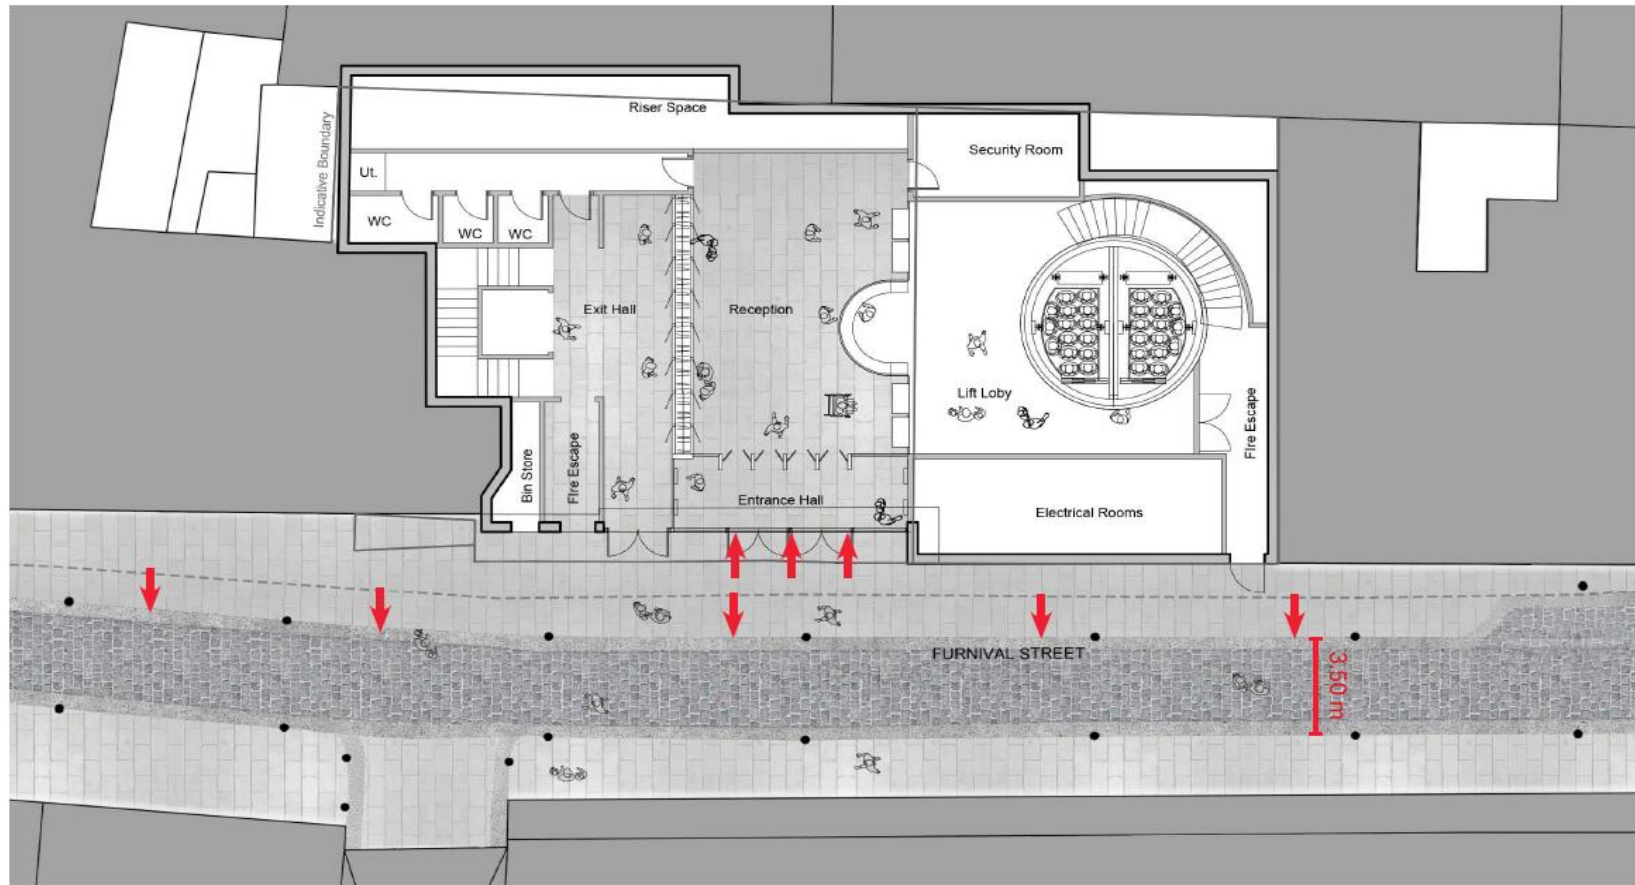 Riser Space
Indicative Boundary
Ut.
Security Room
WC
WC
WC
Exit Hall
Reception
Lift Loby
FIre Escape
Bin Store
FIre Escape
Entrance Hall
Electrical Rooms
FURNIVAL STREET
3.50 m